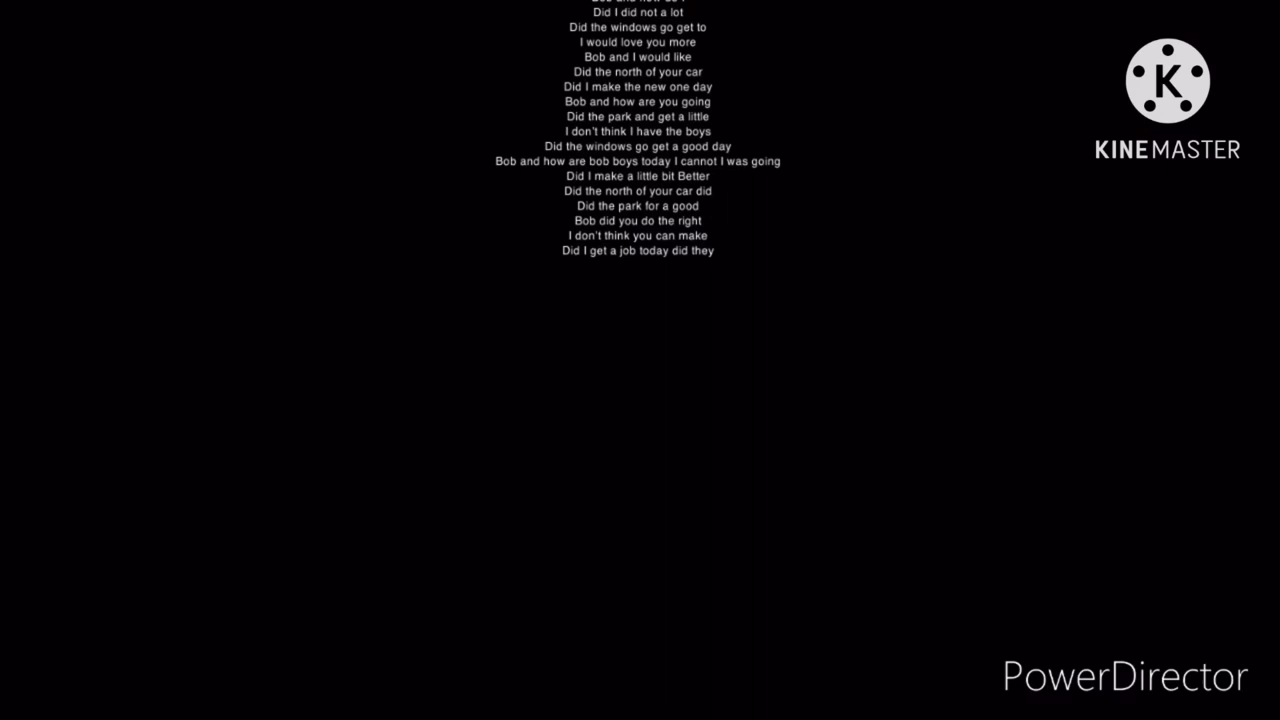 Did I did not a lot
Did the windows go get to
I would love you more
Bob and I would like
Did the north of your car
Did I make the new one day
Bob and how are you going
Did the park and get a little
I don't think I have the boys
Did the windows go get a good day
Bob and how are bob boys today I cannot I was going
Did I make a little bit Better
Did the north of your car did
Did the park for a good
Bob did you do the right
I don't think you can make
Did I get a job today did they
K
KINEMASTER
PowerDirector